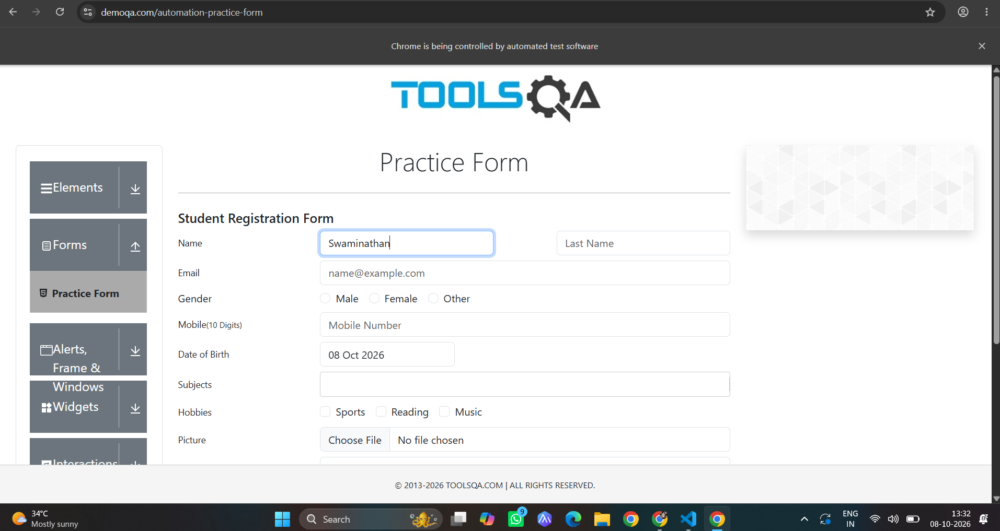 demoqa.com/automation-practice-form
Chrome is being controlled by automated test software
TOOLSQA
Practice Form
Elements
Forms
Practice Form
Alerts,
Frame &
Windows
Widgets
Interactions
Student Registration Form
Name
Swaminathan
Last Name
Email
name@example.com
Gender
Male
Female
Other
Mobile(10 Digits)
Mobile Number
Date of Birth
08 Oct 2026
Subjects
Hobbies
Sports
Reading
Music
Picture
Choose File
No file chosen
© 2013-2026 TOOLSQA.COM | ALL RIGHTS RESERVED.
34°C
Mostly sunny
Search
9
ENG
IN
13:32
08-10-2026